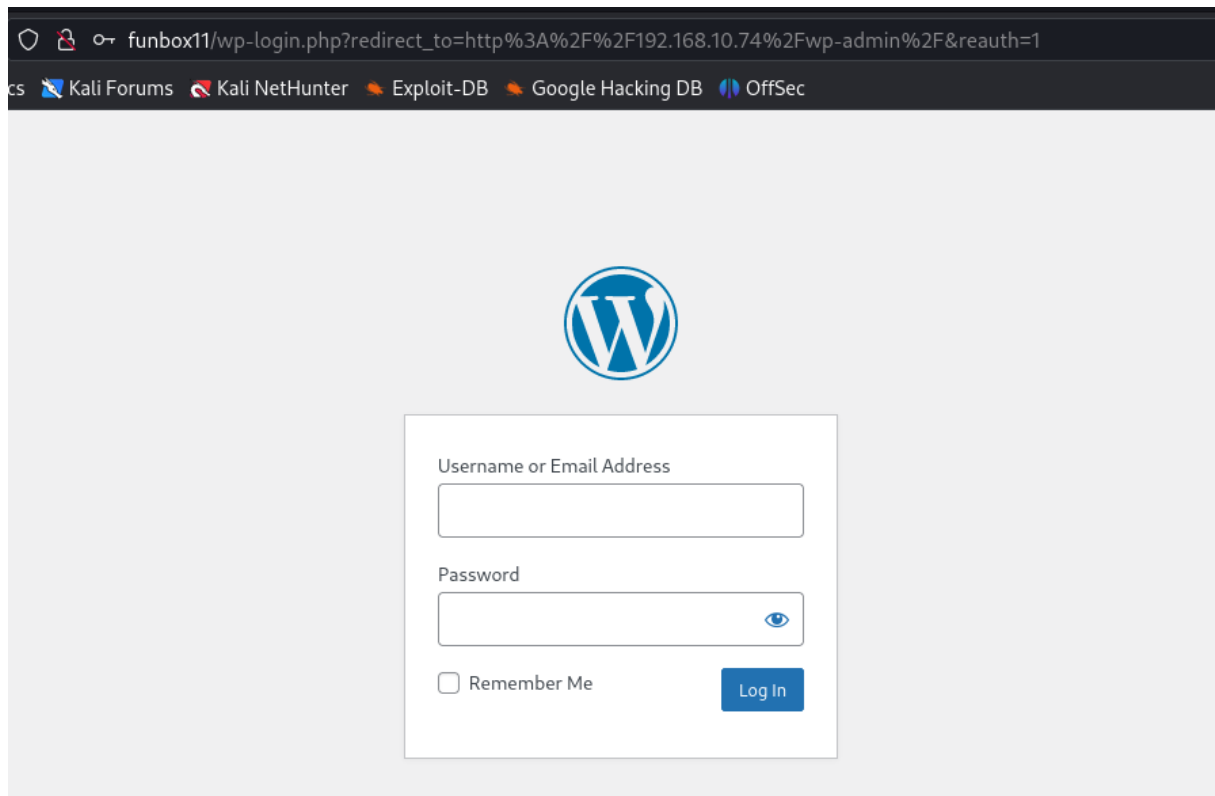 funbox11/wp-login.php?redirect_to=http%3A%2F%2F192.168.10.74%2Fwp-admin%2F&reauth=1
cs Kali Forums Kali NetHunter Exploit-DB Google Hacking DB OffSec
Username or Email Address
Password
Remember Me Log In